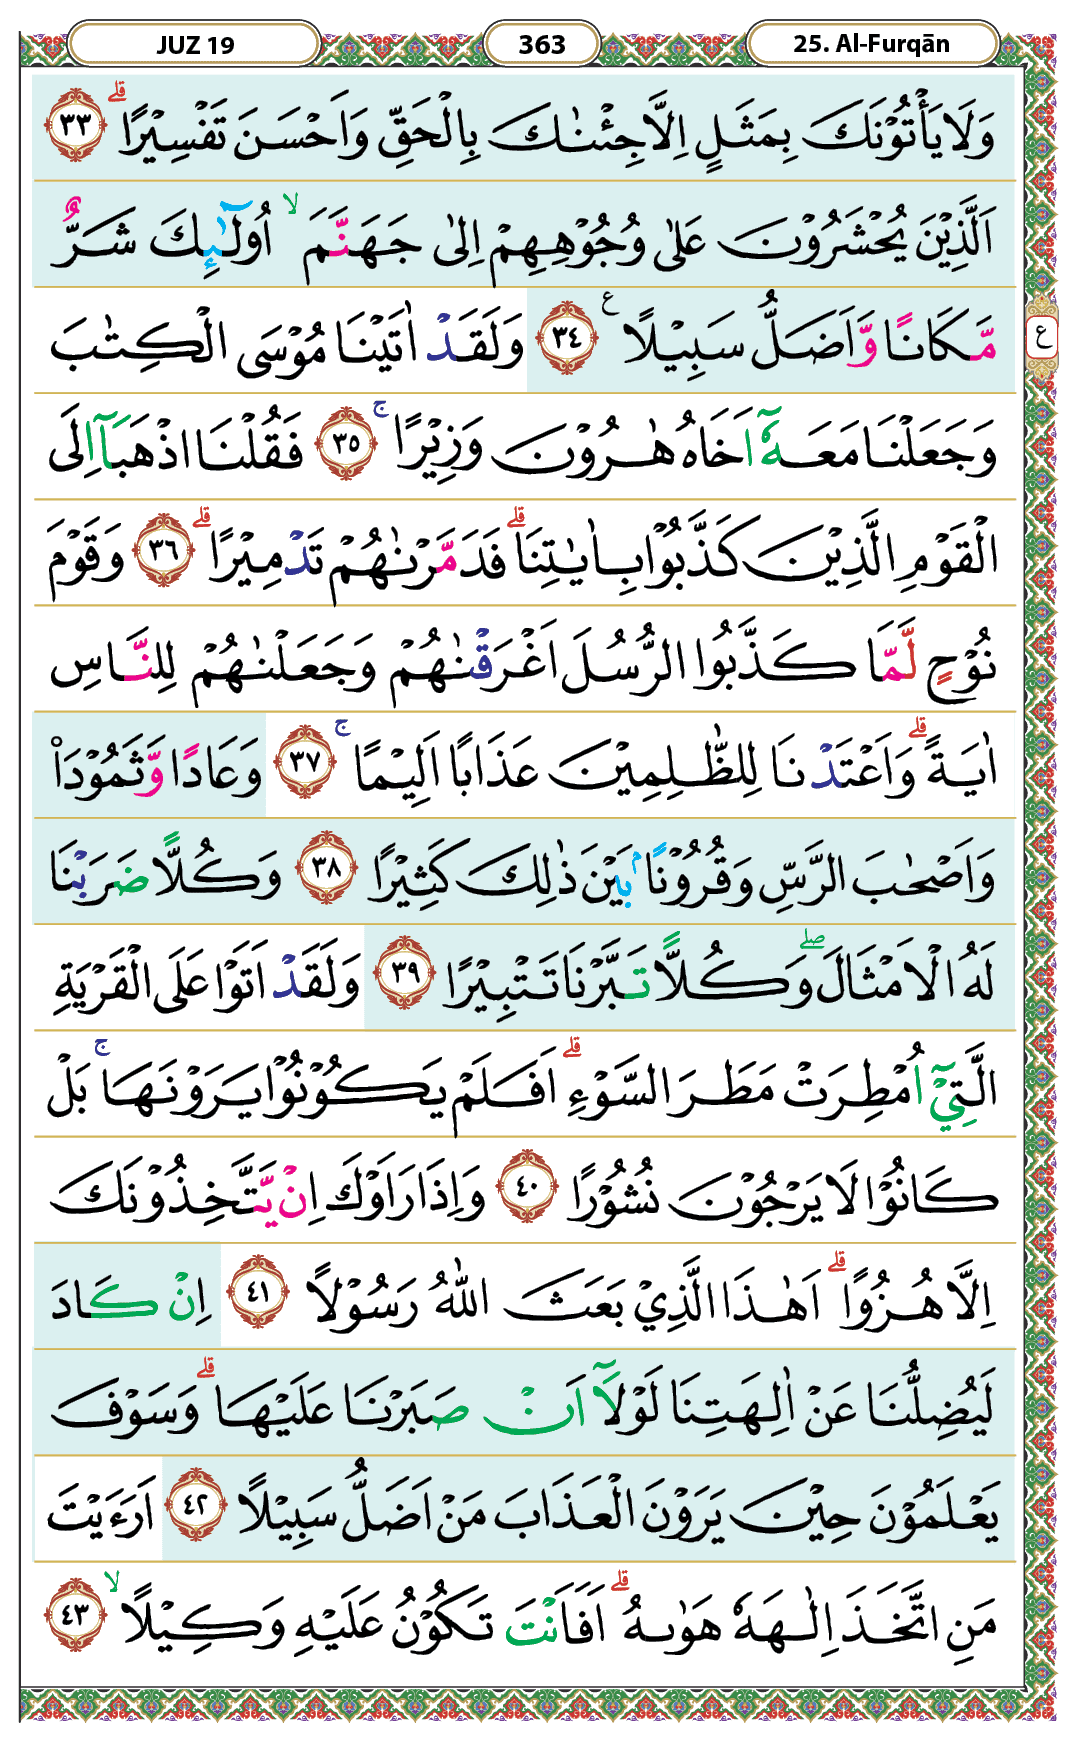 JUZ 19 363 25. Al-Furqān
وَلَا يَأْتُوْنَكَ بِمَثَلٍ اِلَّا جِئْنٰكَ بِالْحَقِّ وَاَحْسَنَ تَفْسِيْرًا ۗ ٣٣
اَلَّذِيْنَ يُحْشَرُوْنَ عَلٰى وُجُوْهِهِمْ اِلٰى جَهَنَّمَ ۙ اُولٰۤىِٕكَ شَرٌّ
مَّكَانًا وَّاَضَلُّ سَبِيْلًا ࣖ ٣٤ وَلَقَدْ اٰتَيْنَا مُوْسَى الْكِتٰبَ
ع
وَجَعَلْنَا مَعَهٗٓ اَخَاهُ هٰرُوْنَ وَزِيْرًا ۚ ٣٥ فَقُلْنَا اذْهَبَآ اِلَى
الْقَوْمِ الَّذِيْنَ كَذَّبُوْا بِاٰيٰتِنَا ۗ فَدَمَّرْنٰهُمْ تَدْمِيْرًا ۗ ٣٦ وَقَوْمَ
نُوْحٍ لَّمَّا كَذَّبُوا الرُّسُلَ اَغْرَقْنٰهُمْ وَجَعَلْنٰهُمْ لِلنَّاسِ
اٰيَةً ۗ وَاَعْتَدْنَا لِلظّٰلِمِيْنَ عَذَابًا اَلِيْمًا ۚ ٣٧ وَعَادًا وَّثَمُوْدَا۟
وَاَصْحٰبَ الرَّسِّ وَقُرُوْنًاۢ بَيْنَ ذٰلِكَ كَثِيْرًا ٣٨ وَكُلًّا ضَرَبْنَا
لَهُ الْاَمْثَالَ ۖ وَكُلًّا تَبَّرْنَا تَتْبِيْرًا ٣٩ وَلَقَدْ اَتَوْا عَلَى الْقَرْيَةِ
الَّتِيْٓ اُمْطِرَتْ مَطَرَ السَّوْءِ ۗ اَفَلَمْ يَكُوْنُوْا يَرَوْنَهَا ۚ بَلْ
كَانُوْا لَا يَرْجُوْنَ نُشُوْرًا ٤٠ وَاِذَا رَاَوْكَ اِنْ يَّتَّخِذُوْنَكَ
اِلَّا هُزُوًا ۗ اَهٰذَا الَّذِيْ بَعَثَ اللّٰهُ رَسُوْلًا ٤١ اِنْ كَادَ
لَيُضِلُّنَا عَنْ اٰلِهَتِنَا لَوْلَآ اَنْ صَبَرْنَا عَلَيْهَا ۗ وَسَوْفَ
يَعْلَمُوْنَ حِيْنَ يَرَوْنَ الْعَذَابَ مَنْ اَضَلُّ سَبِيْلًا ٤٢ اَرَءَيْتَ
مَنِ اتَّخَذَ اِلٰهَهٗ هَوٰىهُ ۗ اَفَاَنْتَ تَكُوْنُ عَلَيْهِ وَكِيْلًا ۙ ٤٣